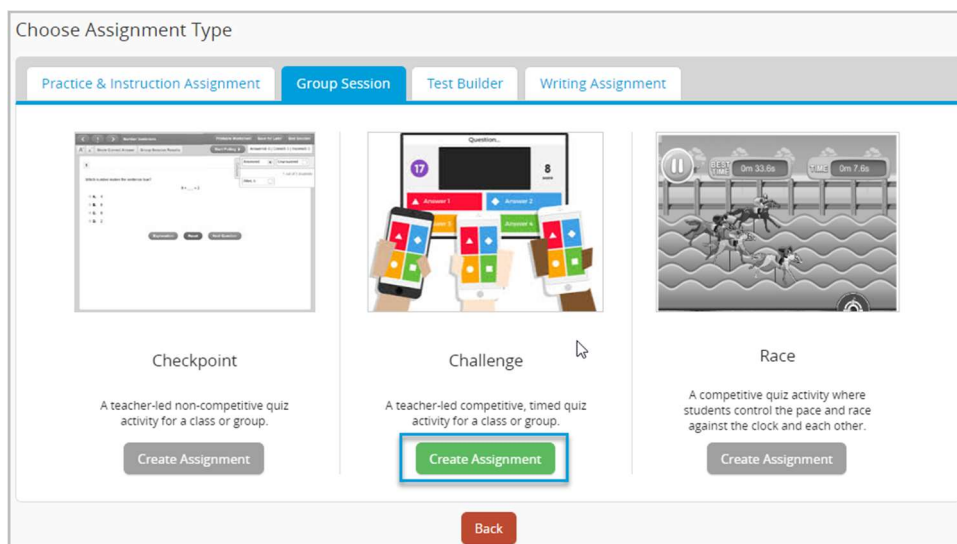 Choose Assignment Type
Practice & Instruction Assignment
Group Session
Test Builder
Writing Assignment
Question...
17
8
Answer 1
Answer 2
Answer 4
BEST TIME
0m 33.6s
TIME
0m 7.6s
Checkpoint
A teacher-led non-competitive quiz
activity for a class or group.
Create Assignment
Challenge
A teacher-led competitive, timed quiz
activity for a class or group.
Create Assignment
Race
A competitive quiz activity where
students control the pace and race
against the clock and each other.
Create Assignment
Back